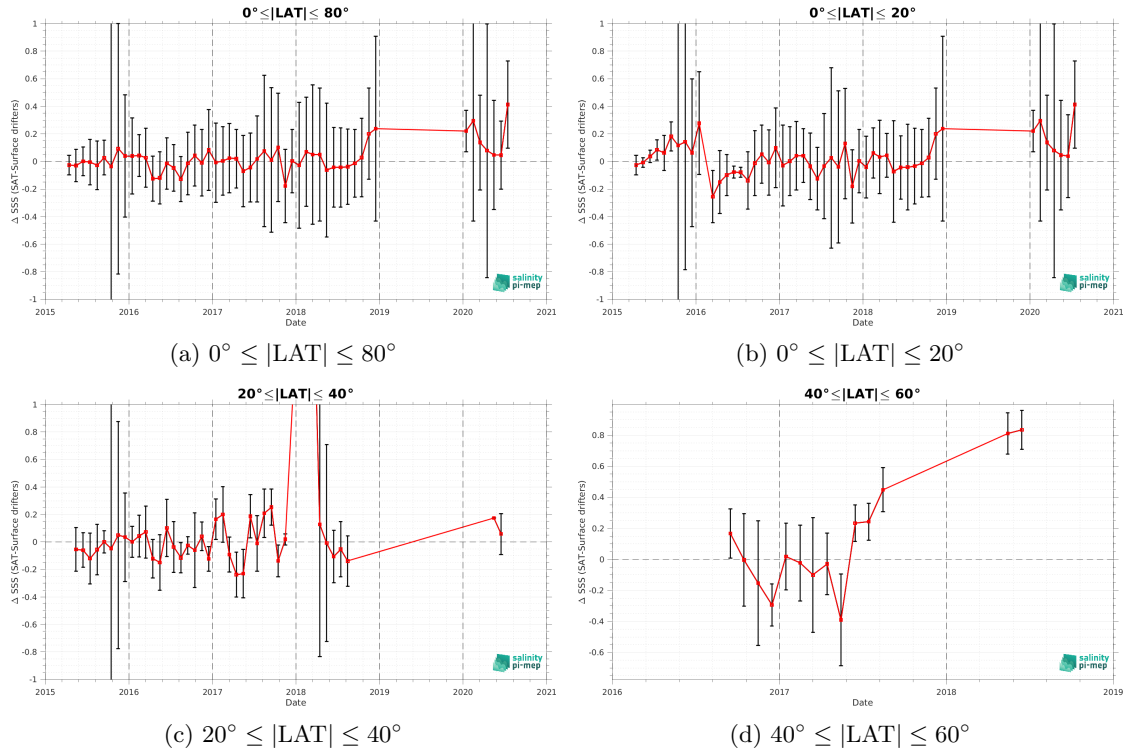 0°≤|LAT|≤ 80°
Δ SSS (SAT-Surface drifters)
1
0.8
0.6
0.4
0.2
0
-0.2
-0.4
-0.6
-0.8
-1
2015 2016 2017 2018 2019 2020 2021
Date
salinity
pi-mep
(a) 0° ≤ |LAT| ≤ 80°
0°≤|LAT|≤ 20°
Δ SSS (SAT-Surface drifters)
1
0.8
0.6
0.4
0.2
0
-0.2
-0.4
-0.6
-0.8
-1
2015 2016 2017 2018 2019 2020 2021
Date
salinity
pi-mep
(b) 0° ≤ |LAT| ≤ 20°
20°≤|LAT|≤ 40°
Δ SSS (SAT-Surface drifters)
1
0.8
0.6
0.4
0.2
0
-0.2
-0.4
-0.6
-0.8
-1
2015 2016 2017 2018 2019 2020 2021
Date
salinity
pi-mep
(c) 20° ≤ |LAT| ≤ 40°
40°≤|LAT|≤ 60°
Δ SSS (SAT-Surface drifters)
0.8
0.6
0.4
0.2
0
-0.2
-0.4
-0.6
2016 2017 2018 2019
Date
salinity
pi-mep
(d) 40° ≤ |LAT| ≤ 60°